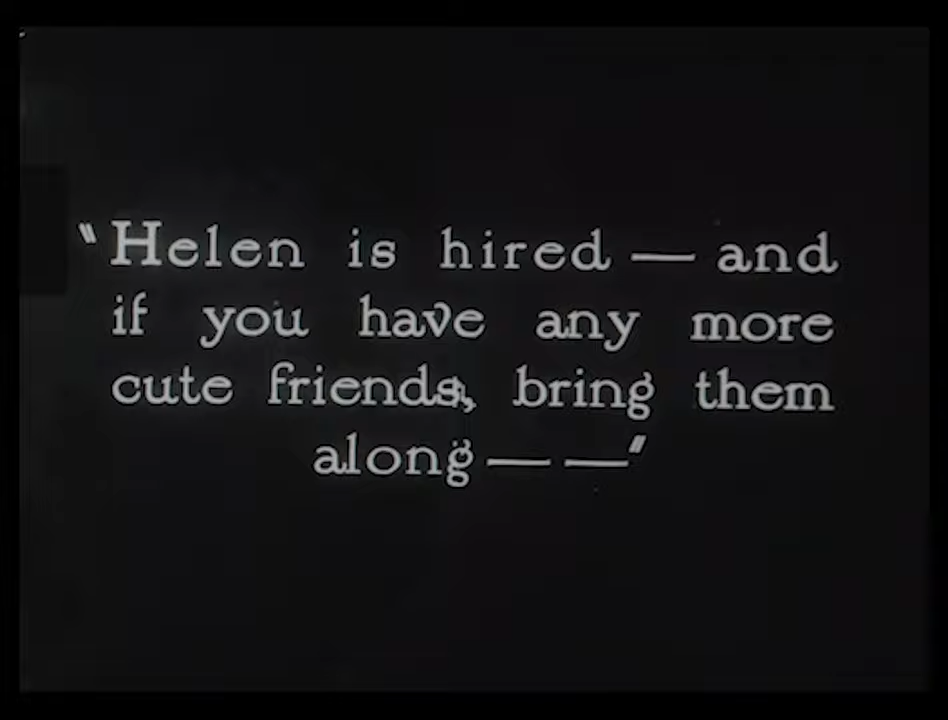 "Helen is hired — and
if you have any more
cute friends, bring them
along — —"